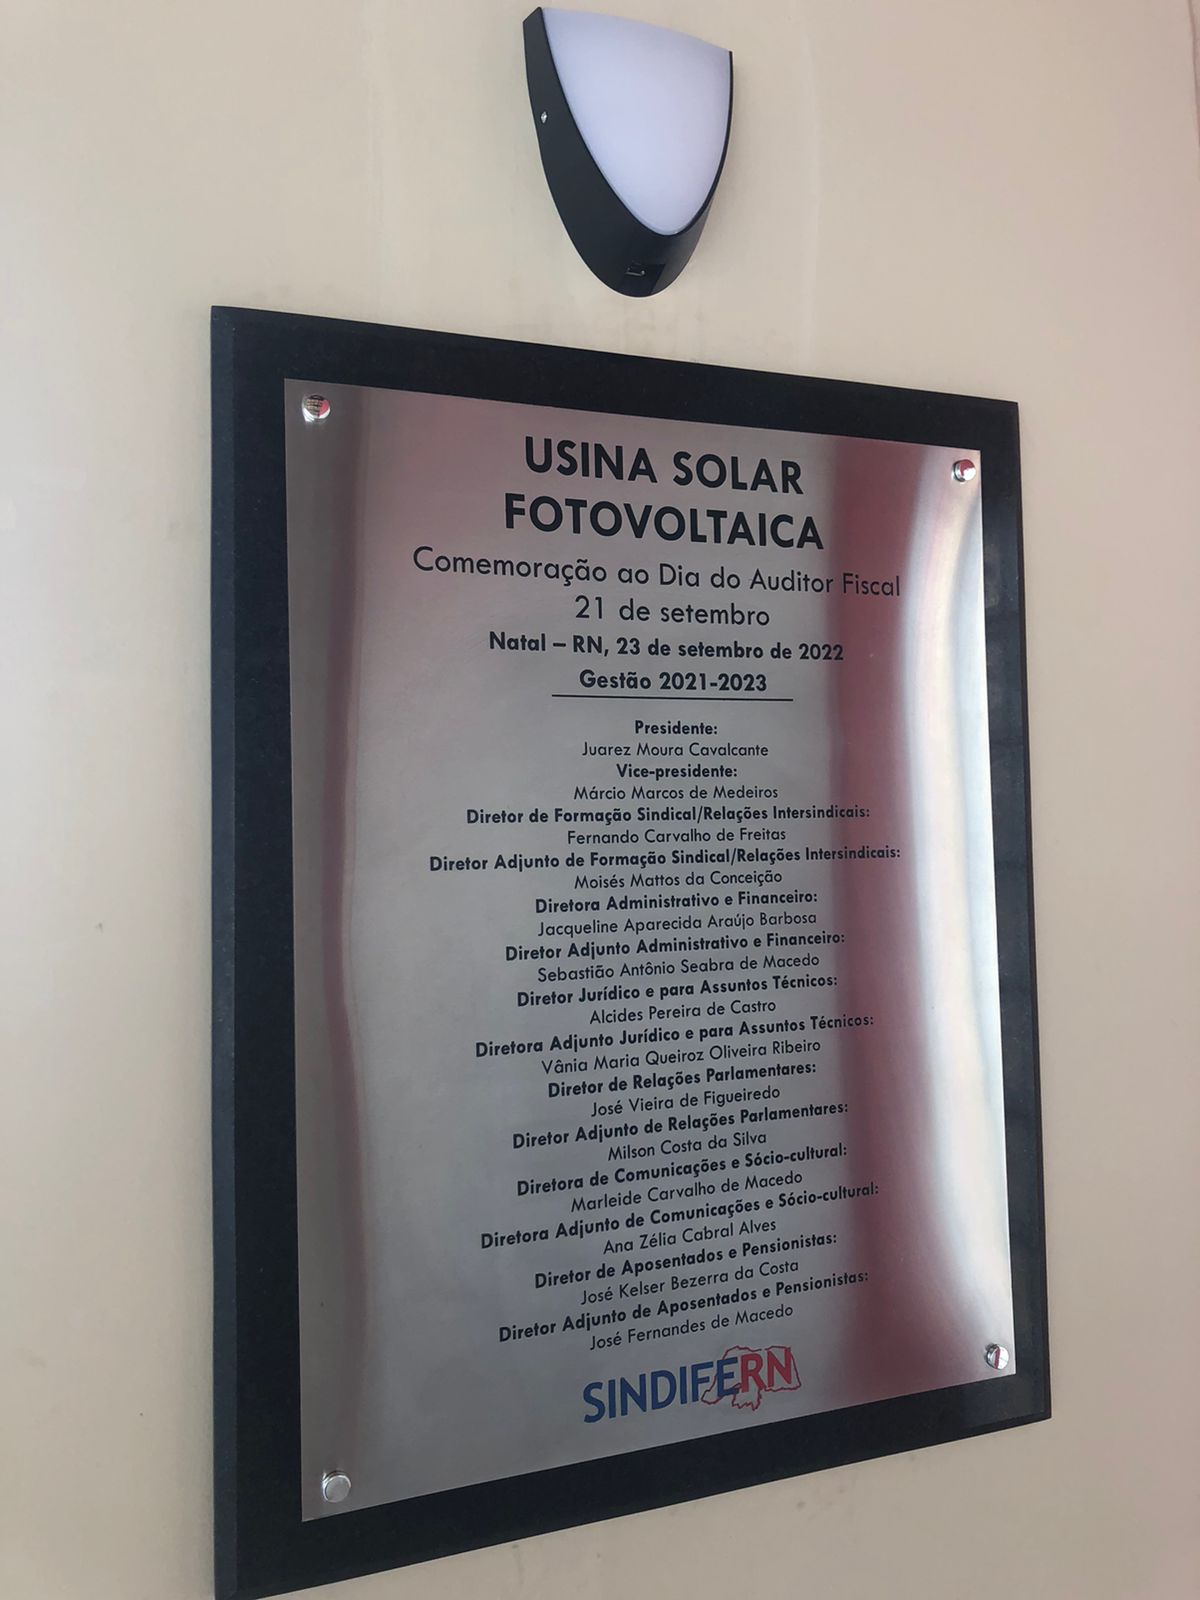 USINA SOLAR
FOTOVOLTAICA
Comemoração ao Dia do Auditor Fiscal
21 de setembro
Natal – RN, 23 de setembro de 2022
Gestão 2021-2023
Presidente:
Juarez Moura Cavalcante
Vice-presidente:
Márcio Marcos de Medeiros
Diretor de Formação Sindical/Relações Intersindicais:
Fernando Carvalho de Freitas
Diretor Adjunto de Formação Sindical/Relações Intersindicais:
Moisés Mattos da Conceição
Diretora Administrativo e Financeiro:
Jacqueline Aparecida Araújo Barbosa
Diretor Adjunto Administrativo e Financeiro:
Sebastião Antônio Seabra de Macedo
Diretor Jurídico e para Assuntos Técnicos:
Alcides Pereira de Castro
Diretora Adjunto Jurídico e para Assuntos Técnicos:
Vânia Maria Queiroz Oliveira Ribeiro
Diretor de Relações Parlamentares:
José Vieira de Figueiredo
Diretor Adjunto de Relações Parlamentares:
Milson Costa da Silva
Diretora de Comunicações e Sócio-cultural:
Marleide Carvalho de Macedo
Diretora Adjunto de Comunicações e Sócio-cultural:
Ana Zélia Cabral Alves
Diretor de Aposentados e Pensionistas:
José Kelser Bezerra da Costa
Diretor Adjunto de Aposentados e Pensionistas:
José Fernandes de Macedo
SINDIFERN